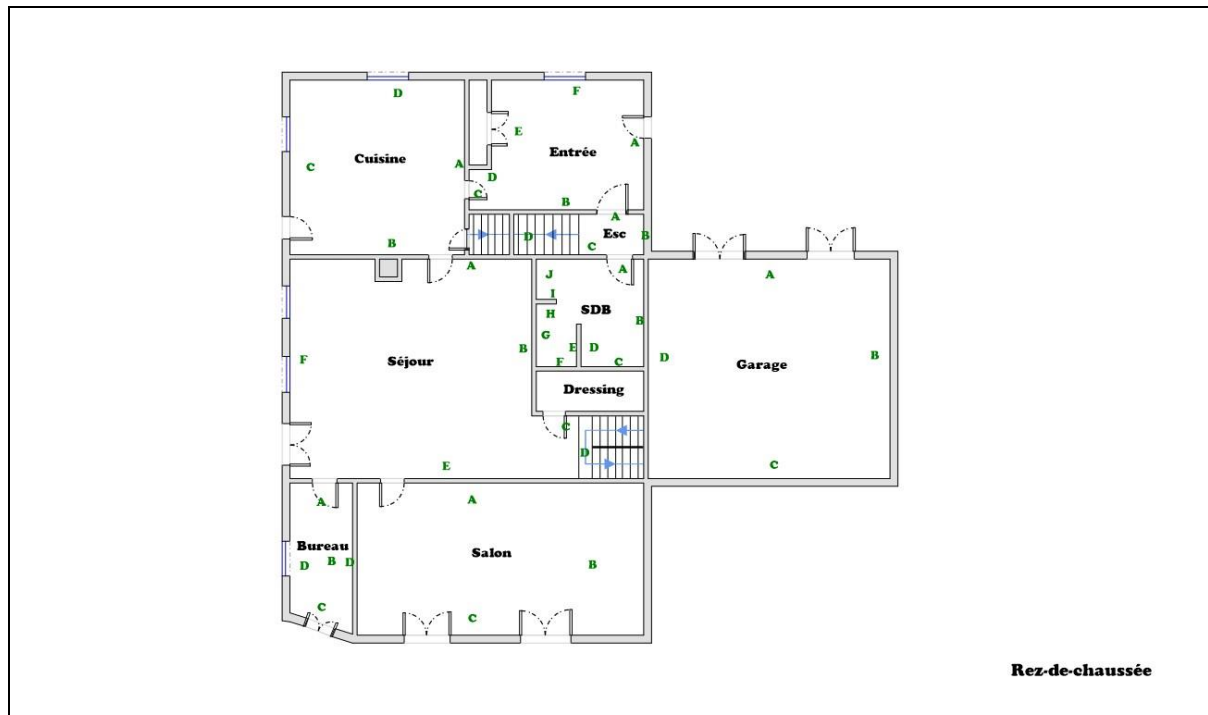 D
F
E
A
Cuisine
C
A
Entrée
D
C
B
A
D
Esc
B
B
C
A
A
J
A
I
H
SDB
B
G
F
Séjour
B
E
D
D
Garage
B
F
C
Dressing
C
D
E
C
A
A
Bureau
D
B
D
Salon
B
C
C
Rez-de-chaussée